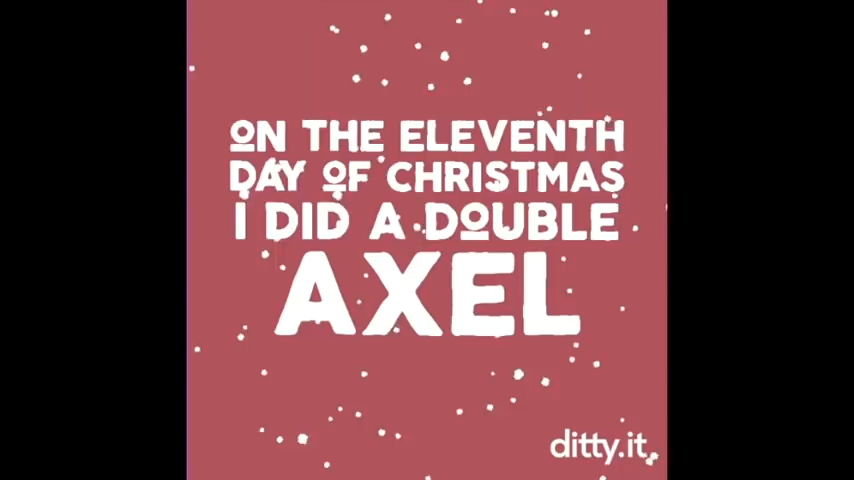 ON THE ELEVENTH
DAY OF CHRISTMAS
I DID A DOUBLE
AXEL
ditty.it